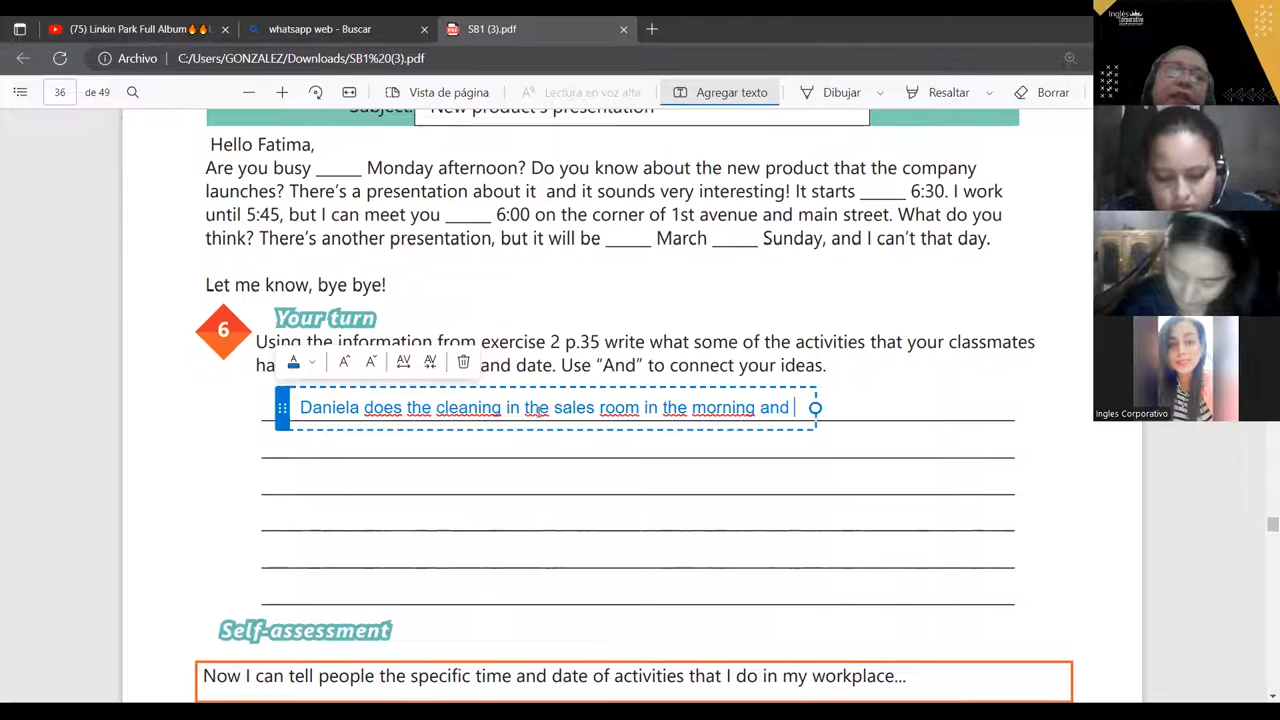 (75) Linkin Park Full Album🔥🔥
whatsapp web - Buscar
SB1 (3).pdf
Archivo
C:/Users/GONZALEZ/Downloads/SB1%20(3).pdf
36
de 49
Vista de página
Lectura en voz alta
Agregar texto
Dibujar
Resaltar
Borrar
Subject:
New product's presentation
Hello Fatima,
Are you busy _____ Monday afternoon? Do you know about the new product that the company
launches? There's a presentation about it and it sounds very interesting! It starts _____ 6:30. I work
until 5:45, but I can meet you _____ 6:00 on the corner of 1st avenue and main street. What do you
think? There's another presentation, but it will be _____ March _____ Sunday, and I can't that day.
Let me know, bye bye!
6
Your turn
Using the information from exercise 2 p.35 write what some of the activities that your classmates
ha
and date. Use “And” to connect your ideas.
Daniela does the cleaning in the sales room in the morning and
Self-assessment
Now I can tell people the specific time and date of activities that I do in my workplace...
Inglés
Corporativo
Ingles Corporativo